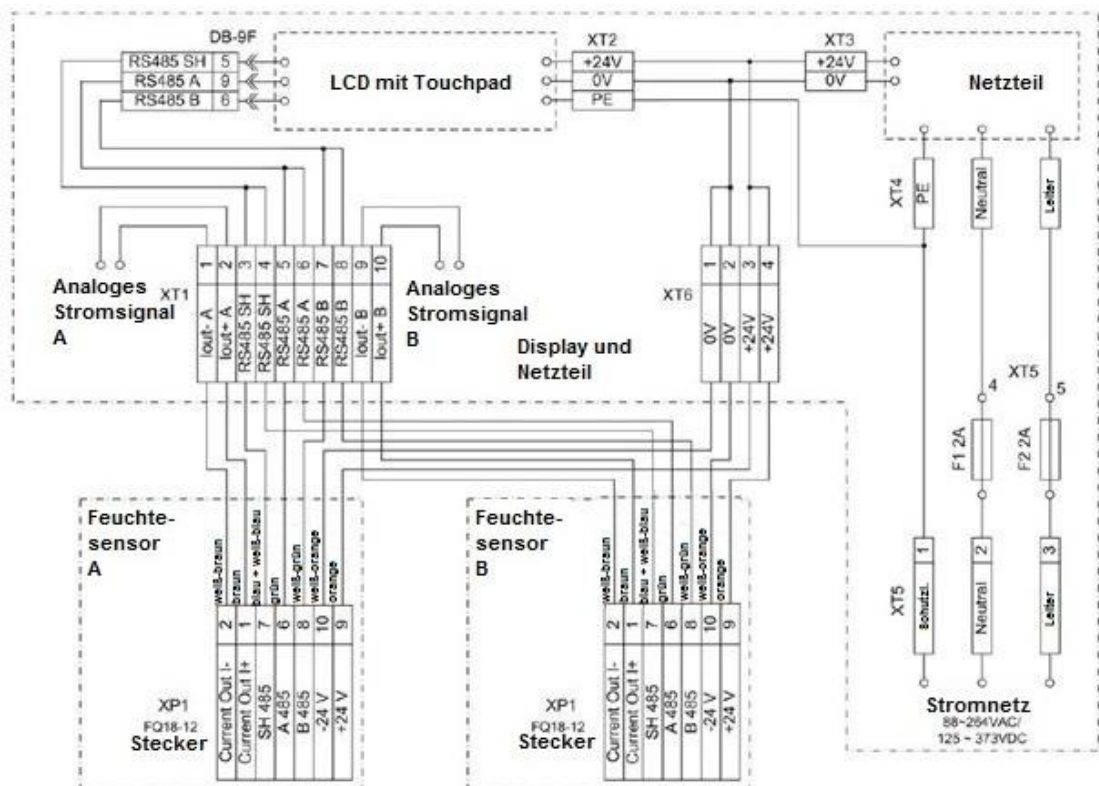 DB-9F
RS485 SH 5
RS485 A 9
RS485 B 6
LCD mit Touchpad
XT2
+24V
0V
PE
XT3
+24V
0V
Netzteil
XT4
PE
Neutral
Leiter
Analoges
Stromsignal
A
XT1
1 2 3 4 5 6 7 8 9 10
Iout- A
Iout+ A
RS485 SH
RS485 SH
RS485 A
RS485 A
RS485 B
RS485 B
Iout- B
Iout+ B
Analoges
Stromsignal
B
Display und
Netzteil
XT6
1 2 3 4
0V
0V
+24V
+24V
4
XT5
5
F1 2A
F2 2A
Feuchte-
sensor
A
weiß-braun
braun
blau + weiß-blau
grün
weiß-grün
weiß-orange
orange
2 1 7 6 8 10 9
XP1
FQ18-12
Stecker
Current Out I-
Current Out I+
SH 485
A 485
B 485
-24 V
+24 V
Feuchte-
sensor
B
weiß-braun
braun
blau + weiß-blau
grün
weiß-grün
weiß-orange
orange
2 1 7 6 8 10 9
XP1
FQ18-12
Stecker
Current Out I-
Current Out I+
SH 485
A 485
B 485
-24 V
+24 V
XT5
1 2 3
Schutzl.
Neutral
Leiter
Stromnetz
88~264VAC/
125 ~ 373VDC